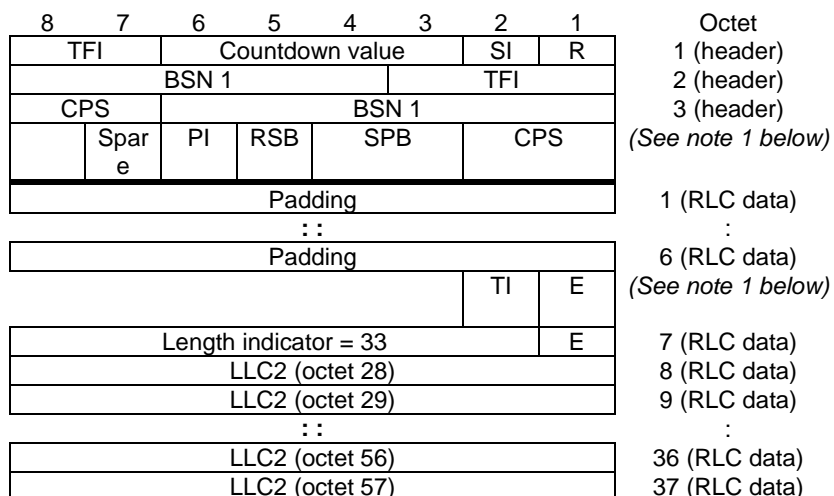 8 7 6 5 4 3 2 1 Octet
TFI Countdown value SI R 1 (header)
BSN 1 TFI 2 (header)
CPS BSN 1 3 (header)
Spar PI RSB SPB CPS (See note 1 below)
e
Padding 1 (RLC data)
: : :
Padding 6 (RLC data)
TI E (See note 1 below)
Length indicator = 33 E 7 (RLC data)
LLC2 (octet 28) 8 (RLC data)
LLC2 (octet 29) 9 (RLC data)
: : :
LLC2 (octet 56) 36 (RLC data)
LLC2 (octet 57) 37 (RLC data)